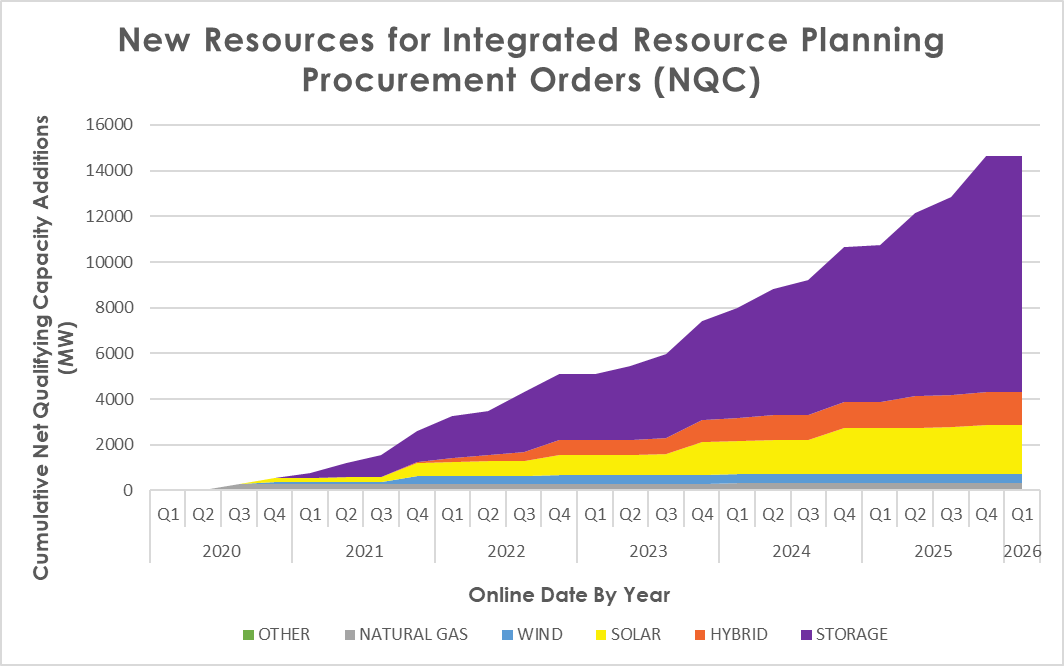 New Resources for Integrated Resource Planning
Procurement Orders (NQC)
Cumulative Net Qualifying Capacity Additions
(MW)
16000
14000
12000
10000
8000
6000
4000
2000
0
Q1 Q2 Q3 Q4 Q1 Q2 Q3 Q4 Q1 Q2 Q3 Q4 Q1 Q2 Q3 Q4 Q1 Q2 Q3 Q4 Q1 Q2 Q3 Q4 Q1
2020 2021 2022 2023 2024 2025 2026
Online Date By Year
OTHER NATURAL GAS WIND SOLAR HYBRID STORAGE